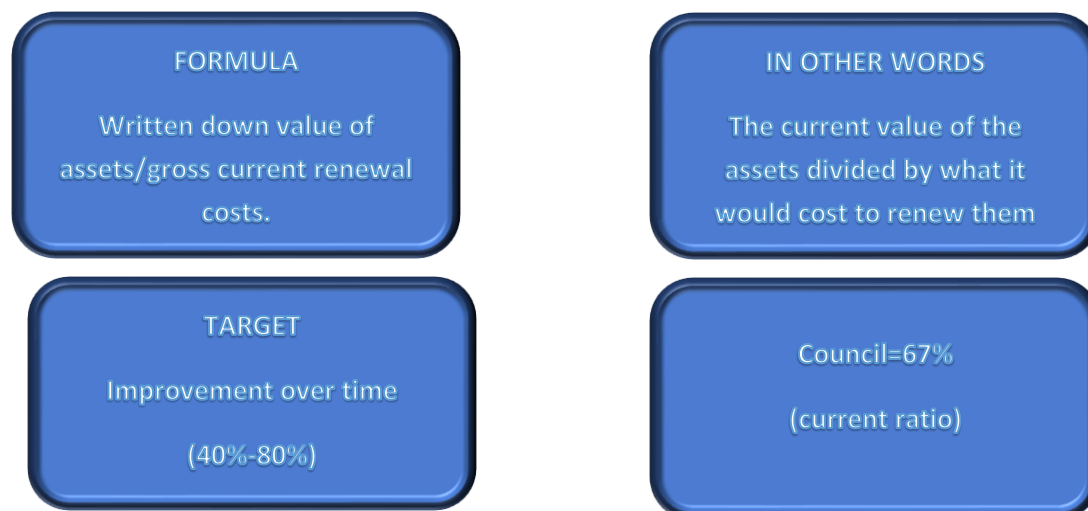 FORMULA
Written down value of
assets/gross current renewal
costs.
IN OTHER WORDS
The current value of the
assets divided by what it
would cost to renew them
TARGET
Improvement over time
(40%-80%)
Council=67%
(current ratio)